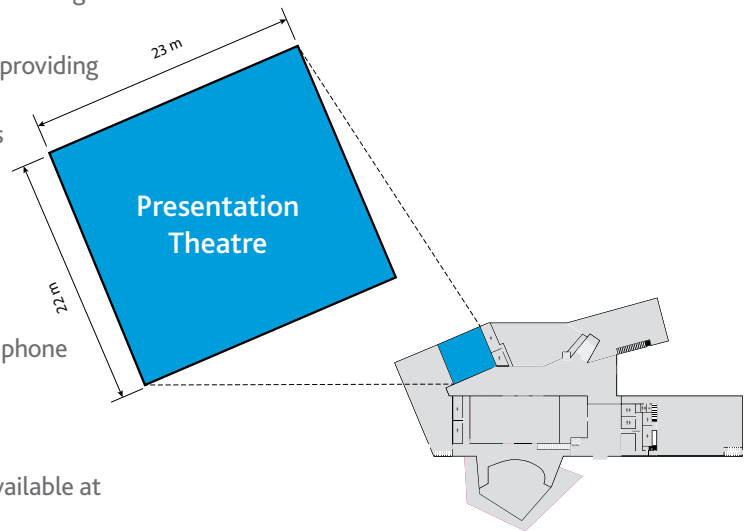 g
23 m
providing
s
Presentation
Theatre
22 m
phone
vailable at